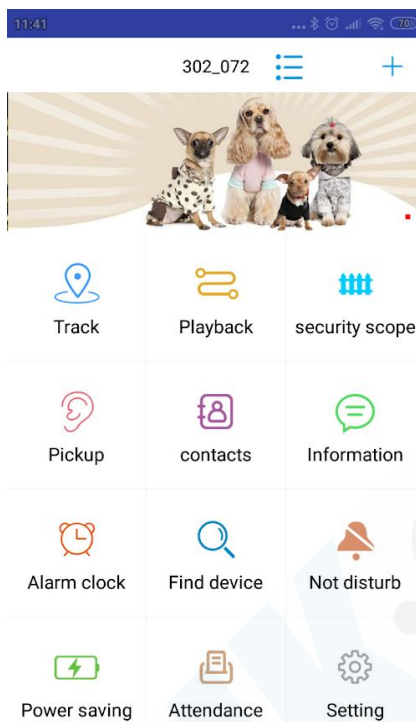 11:41
70
302_072
Track
Playback
security scope
Pickup
contacts
Information
Alarm clock
Find device
Not disturb
Power saving
Attendance
Setting